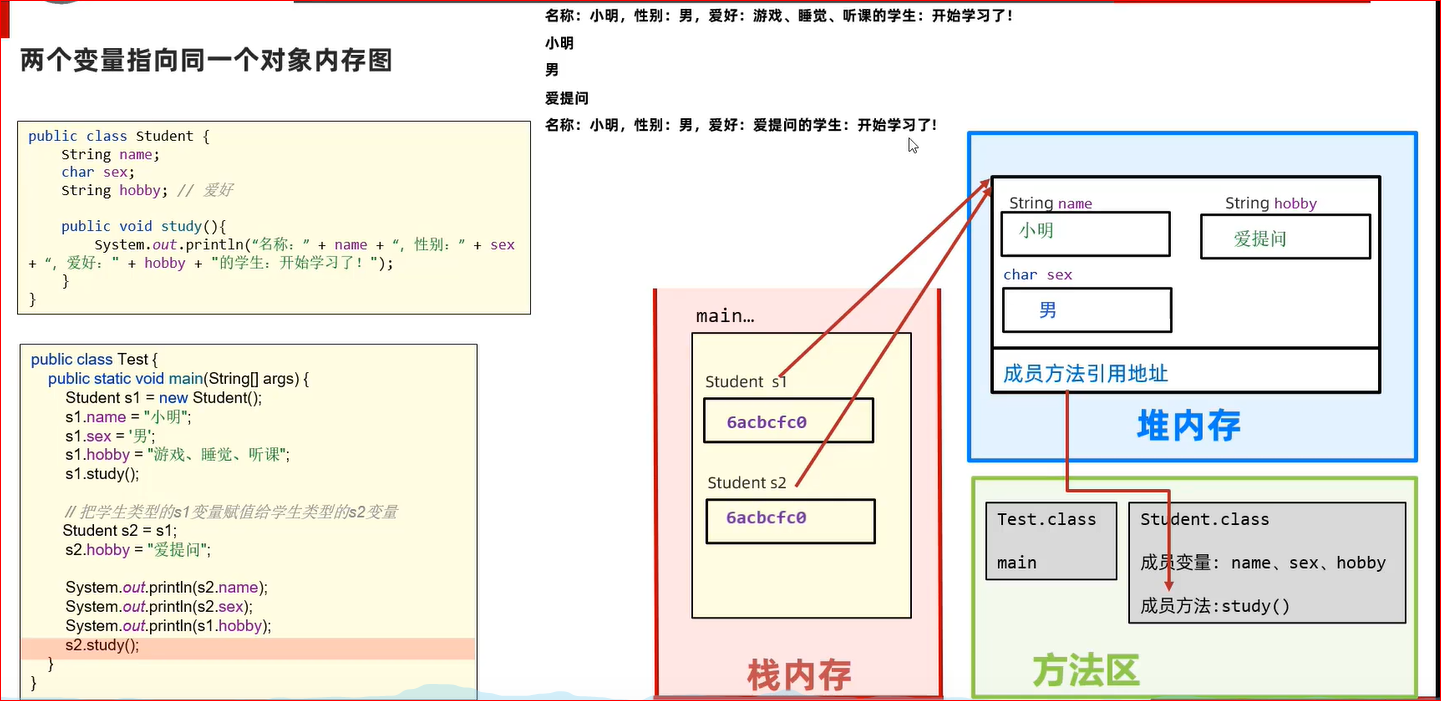 名称：小明，性别：男，爱好：游戏、睡觉、听课的学生：开始学习了！
小明
男
爱提问
名称：小明，性别：男，爱好：爱提问的学生：开始学习了！
两个变量指向同一个对象内存图
public class Student {
String name;
char sex;
String hobby; // 爱好
public void study(){
System.out.println(“名称：” + name + “, 性别：” + sex
+ “, 爱好：" + hobby + "的学生：开始学习了！");
}
}
public class Test {
public static void main(String[] args) {
Student s1 = new Student();
s1.name = "小明";
s1.sex = '男';
s1.hobby = "游戏、睡觉、听课";
s1.study();
// 把学生类型的s1变量赋值给学生类型的s2变量
Student s2 = s1;
s2.hobby = "爱提问";
System.out.println(s2.name);
System.out.println(s2.sex);
System.out.println(s1.hobby);
s2.study();
}
}
main…
Student s1
6acbcfc0
Student s2
6acbcfc0
栈内存
String name
小明
String hobby
爱提问
char sex
男
成员方法引用地址
堆内存
Test.class
main
Student.class
成员变量：name、sex、hobby
成员方法:study()
方法区